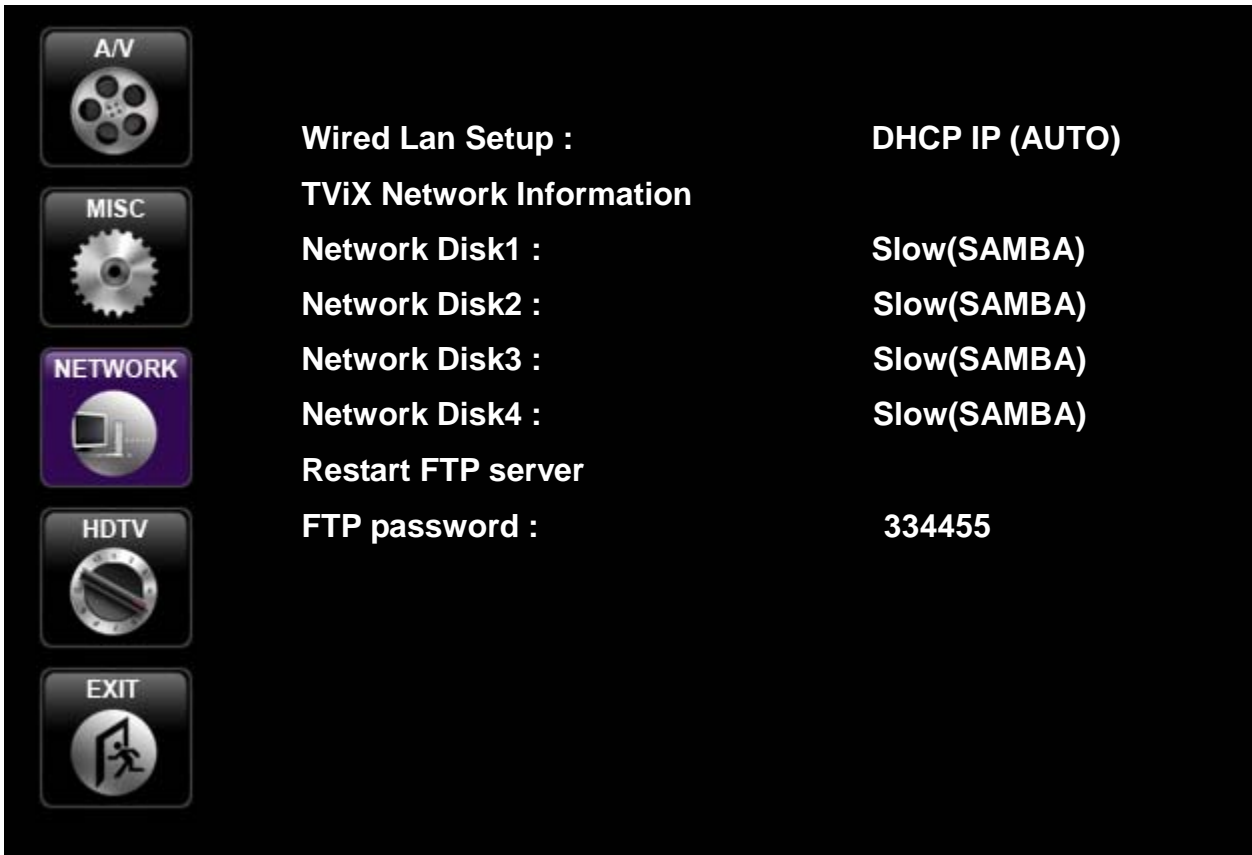 A/V
MISC
NETWORK
HDTV
EXIT
Wired Lan Setup : DHCP IP (AUTO)
TViX Network Information
Network Disk1 : Slow(SAMBA)
Network Disk2 : Slow(SAMBA)
Network Disk3 : Slow(SAMBA)
Network Disk4 : Slow(SAMBA)
Restart FTP server
FTP password : 334455